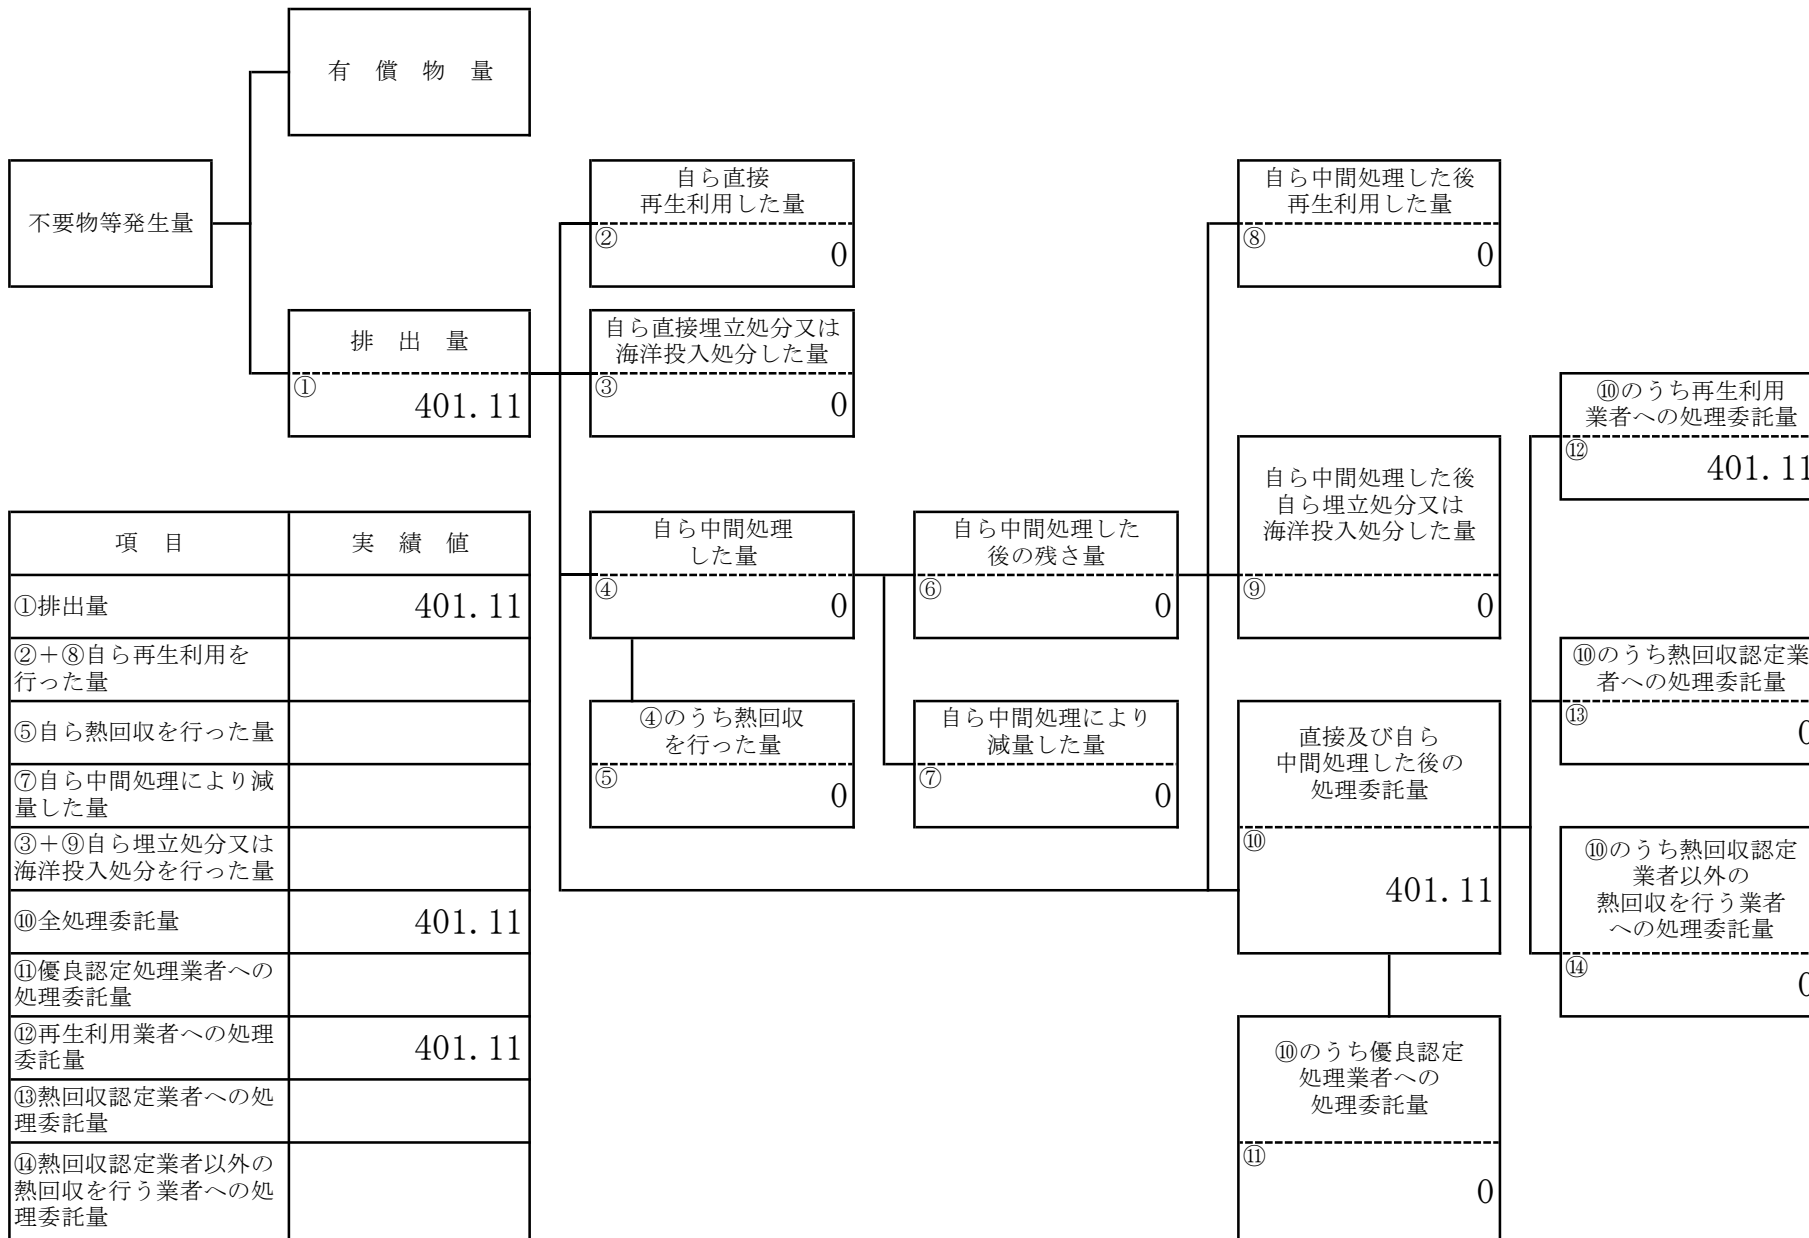 有　償　物　量
不要物等発生量
排　出　量
①
401.11
自ら直接
再生利用した量
②
0
自ら直接埋立処分又は
海洋投入処分した量
③
0
自ら中間処理
した量
④
0
④のうち熱回収
を行った量
⑤
0
自ら中間処理した
後の残さ量
⑥
0
自ら中間処理により
減量した量
⑦
0
自ら中間処理した後
再生利用した量
⑧
0
自ら中間処理した後
自ら埋立処分又は
海洋投入処分した量
⑨
0
直接及び自ら
中間処理した後の
処理委託量
⑩
401.11
⑩のうち優良認定
処理業者への
処理委託量
⑪
0
⑩のうち再生利用
業者への処理委託量
⑫
401.11
⑩のうち熱回収認定業
者への処理委託量
⑬
0
⑩のうち熱回収認定
業者以外の
熱回収を行う業者
への処理委託量
⑭
0
項　目　実　績　値
①排出量　401.11
②＋⑧自ら再生利用を
行った量
⑤自ら熱回収を行った量
⑦自ら中間処理により減
量した量
③＋⑨自ら埋立処分又は
海洋投入処分を行った量
⑩全処理委託量　401.11
⑪優良認定処理業者への
処理委託量
⑫再生利用業者への処理
委託量　401.11
⑬熱回収認定業者への処
理委託量
⑭熱回収認定業者以外の
熱回収を行う業者への処
理委託量